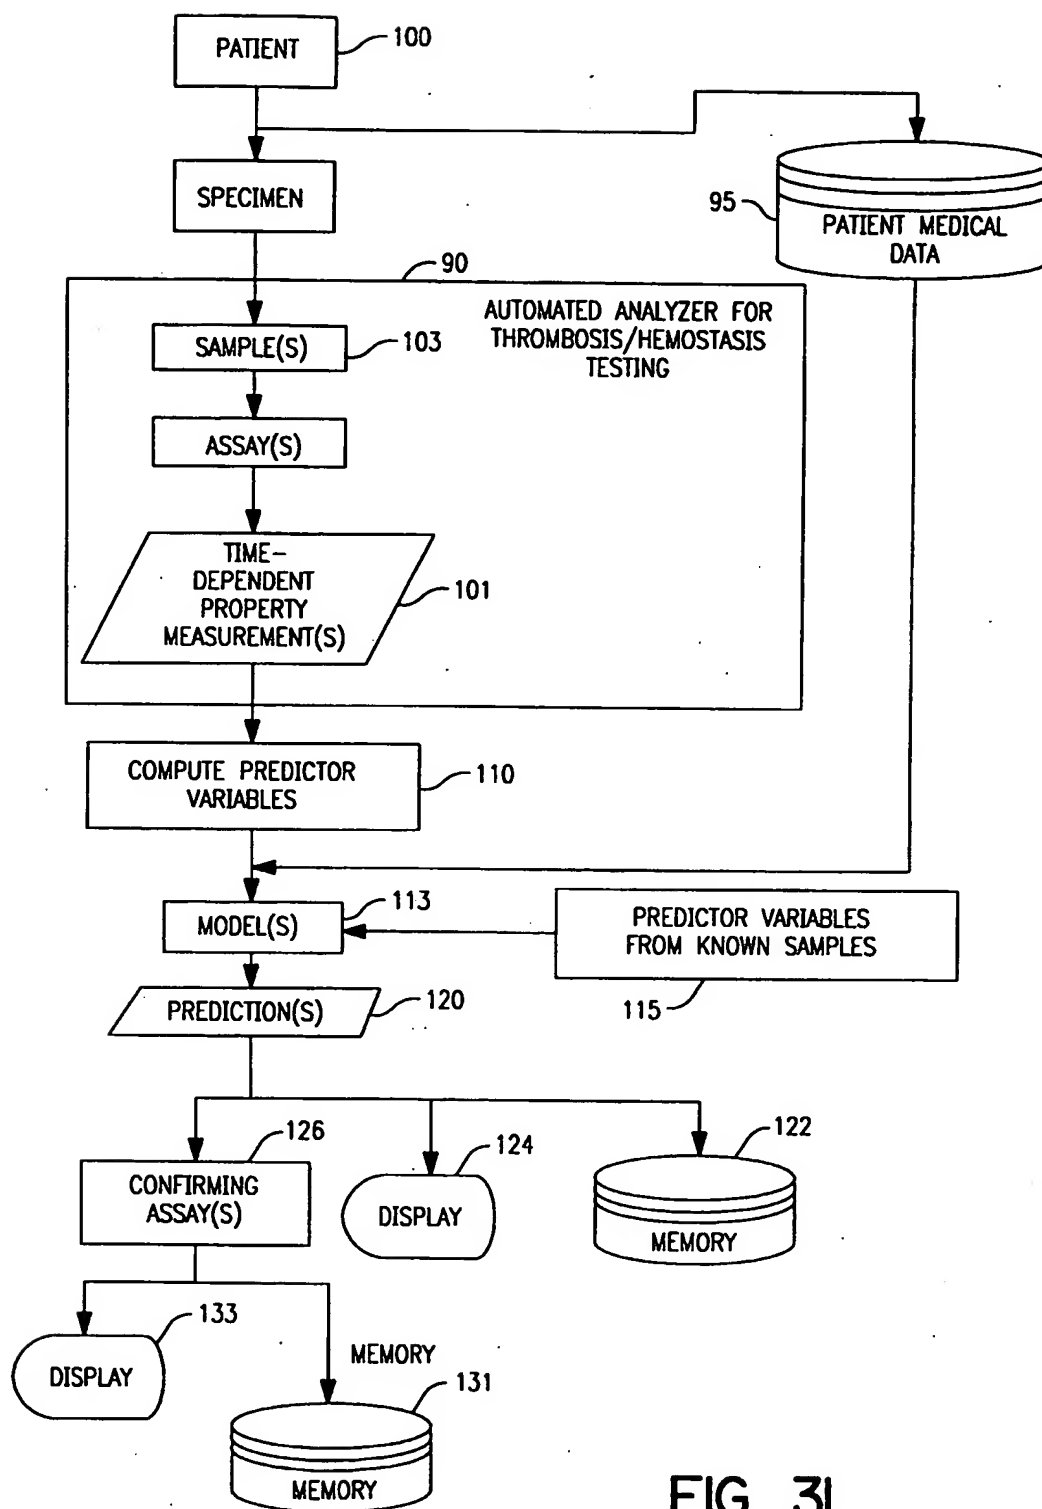 PATIENT
100
SPECIMEN
95
PATIENT MEDICAL
DATA
90
AUTOMATED ANALYZER FOR
THROMBOSIS/HEMOSTASIS
TESTING
SAMPLE(S)
103
ASSAY(S)
TIME-
DEPENDENT
PROPERTY
MEASUREMENT(S)
101
COMPUTE PREDICTOR
VARIABLES
110
MODEL(S)
113
PREDICTOR VARIABLES
FROM KNOWN SAMPLES
115
PREDICTION(S)
120
126
CONFIRMING
ASSAY(S)
124
DISPLAY
122
MEMORY
133
DISPLAY
MEMORY
131
MEMORY
FIG. 31